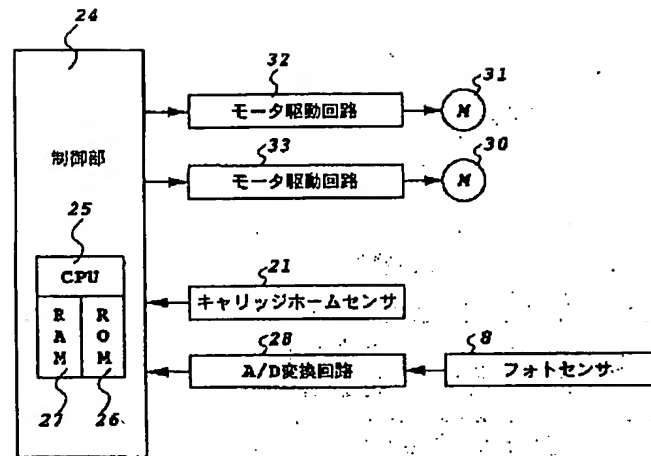 24
32
31
モータ駆動回路
M
制御部
33
30
モータ駆動回路
M
25
CPU
21
キャリッジホームセンサ
RAM
ROM
28
8
A/D変換回路
フォトセンサ
27
26